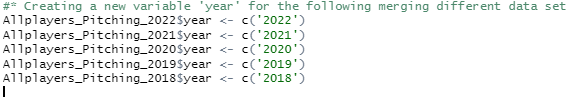 #* Creating a new variable 'year' for the following merging different data set
Allplayers_Pitching_2022$year <- c('2022')
Allplayers_Pitching_2021$year <- c('2021')
Allplayers_Pitching_2020$year <- c('2020')
Allplayers_Pitching_2019$year <- c('2019')
Allplayers_Pitching_2018$year <- c('2018')